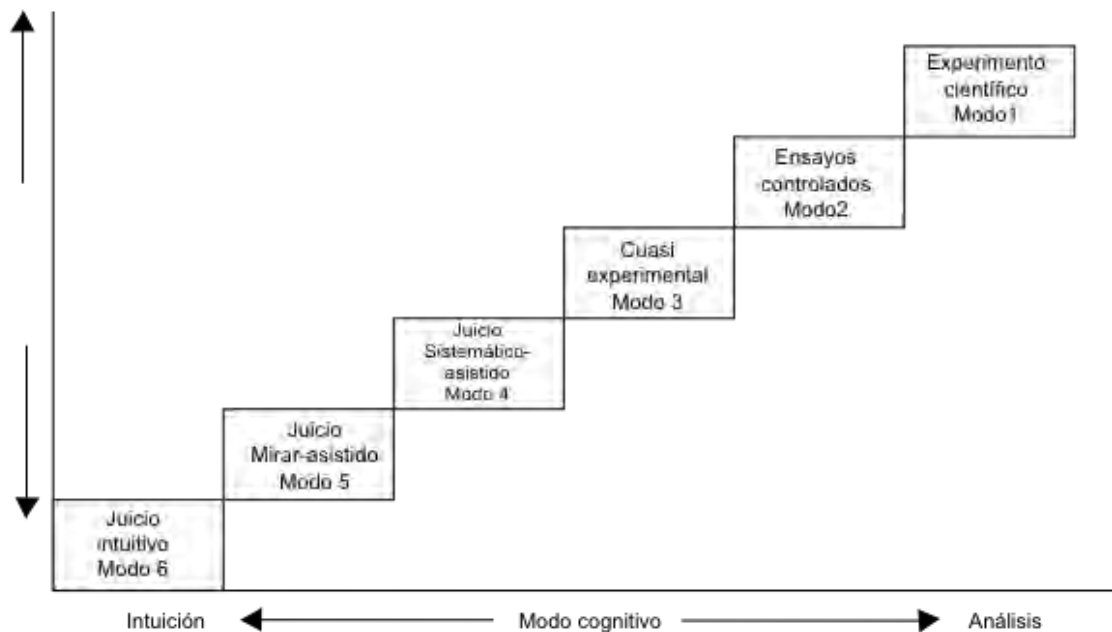 Experimento
científico
Modo1
Ensayos
controlados
Modo2
Cuasi
experimental
Modo 3
Juicio
Sistemático-
asistido
Modo 4
Juicio
Mirar-asistido
Modo 5
Juicio
intuitivo
Modo 6
Intuición
Modo cognitivo
Análisis